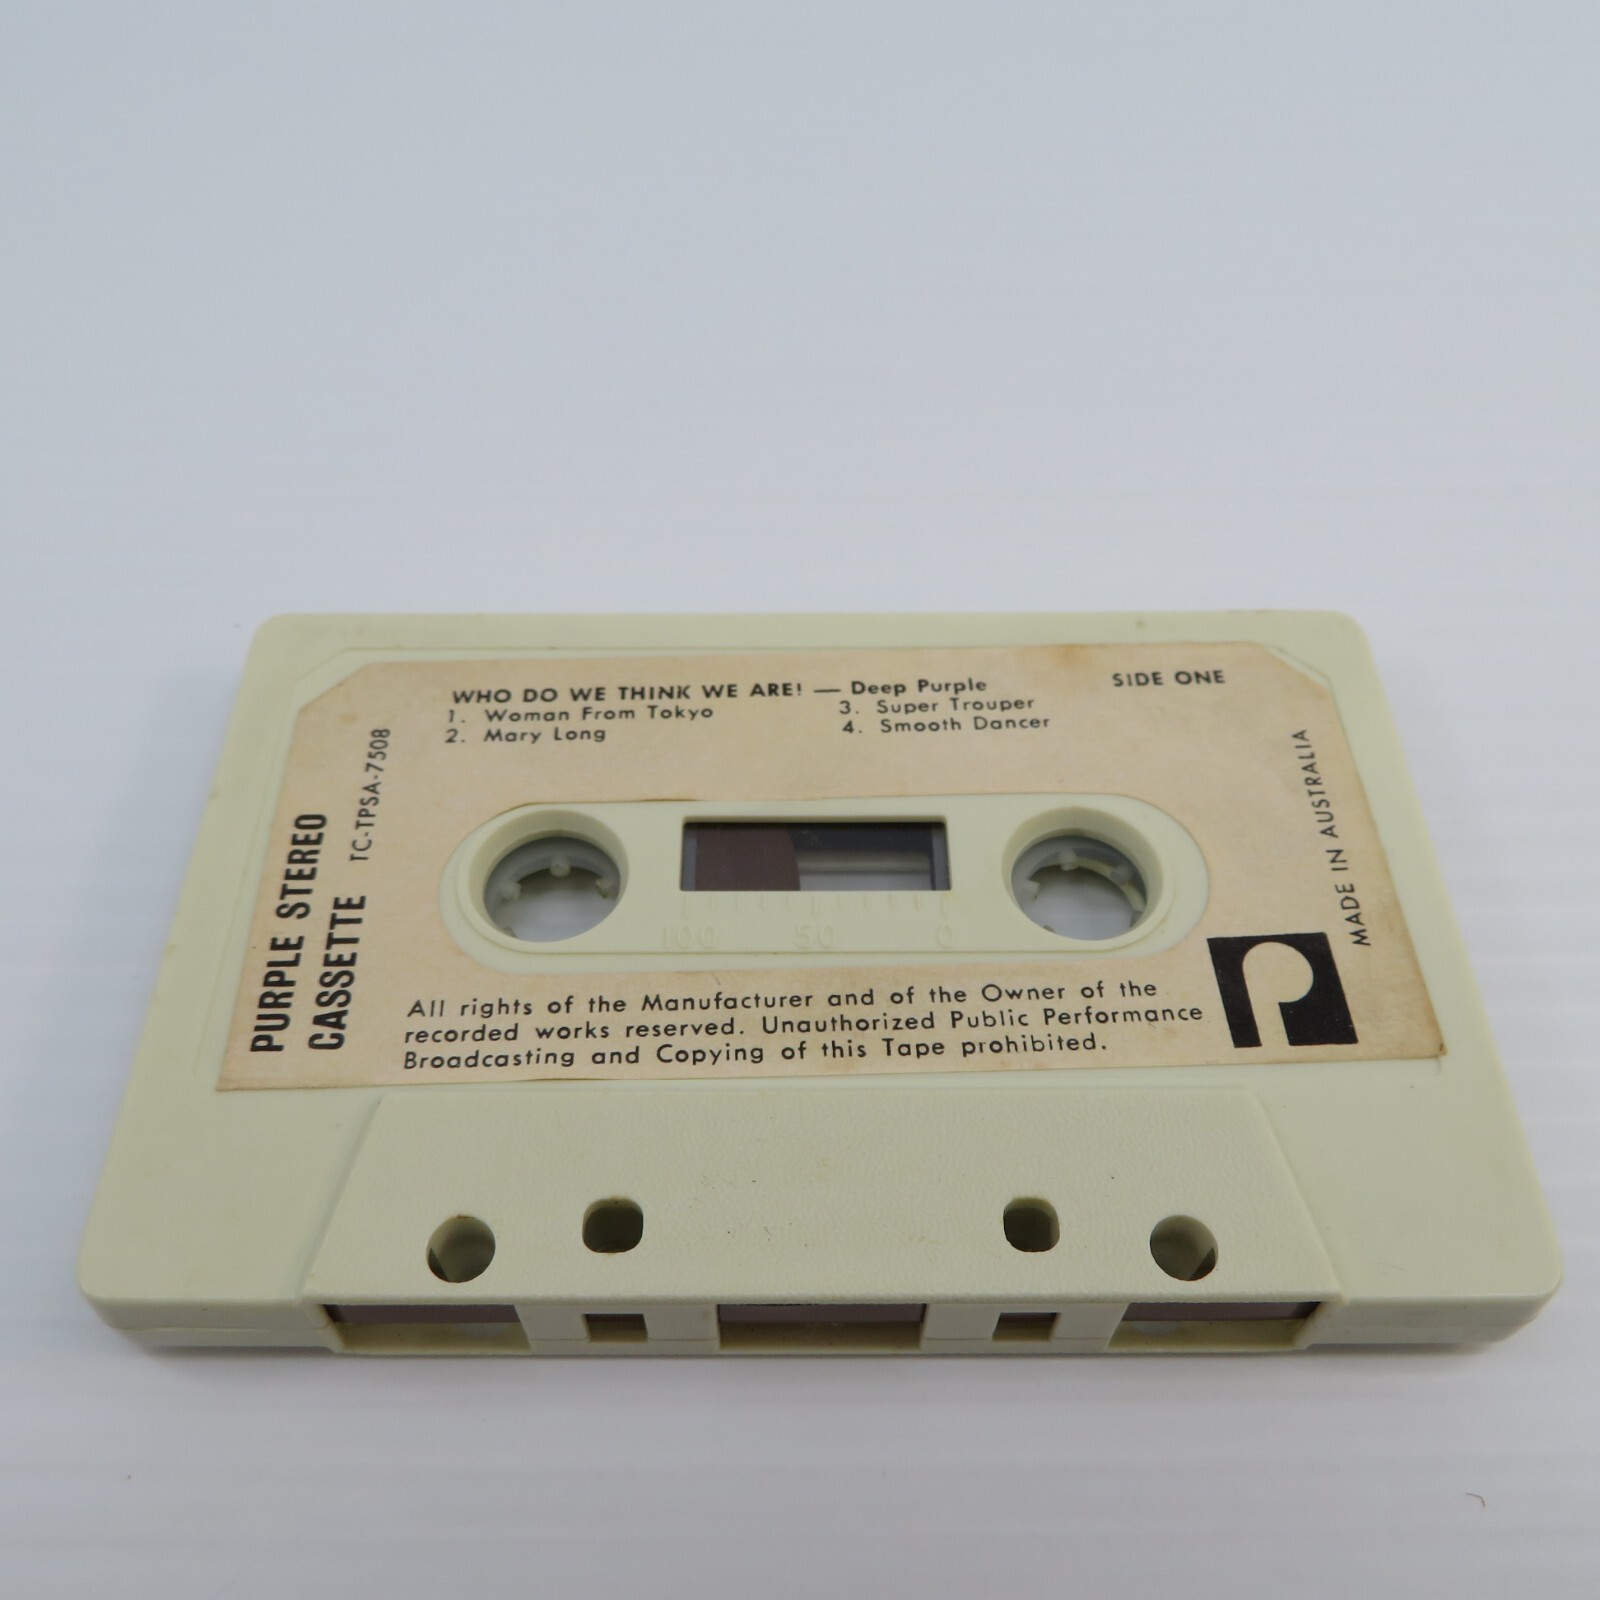 WHO DO WE THINK WE ARE! — Deep Purple
1. Woman From Tokyo
2. Mary Long
3. Super Trouper
4. Smooth Dancer
SIDE ONE
PURPLE STEREO
CASSETTE TC-TPSA-7508
100 50 0
MADE IN AUSTRALIA
P
All rights of the Manufacturer and of the Owner of the
recorded works reserved. Unauthorized Public Performance
Broadcasting and Copying of this Tape prohibited.